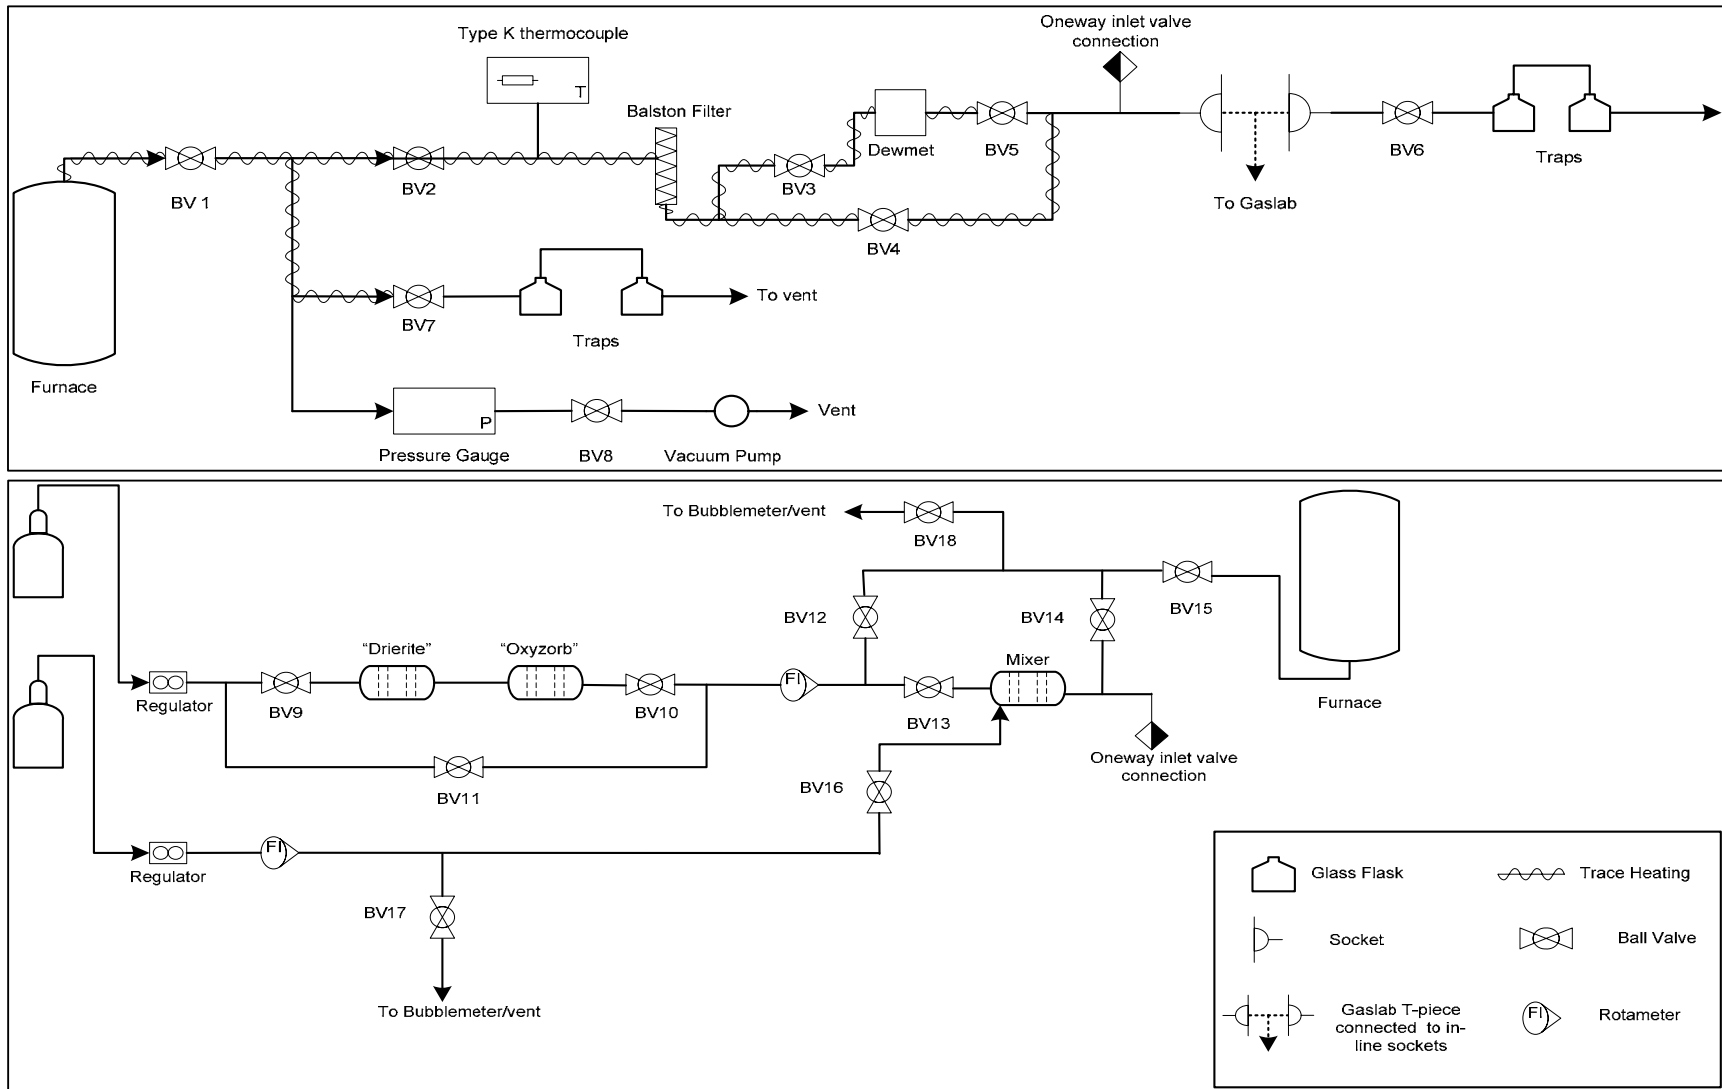 Oneway inlet valve
connection
Type K thermocouple
T
Balston Filter
Dewmet
BV5
BV6
Traps
BV 1
BV2
BV3
To Gaslab
BV4
To vent
BV7
Traps
Furnace
P
Vent
Pressure Gauge
BV8
Vacuum Pump
To Bubblemeter/vent
BV18
BV12
BV14
BV15
“Drierite”
“Oxyzorb”
Mixer
FI
Regulator
BV9
BV10
BV13
Furnace
Oneway inlet valve
connection
BV11
BV16
FI
Regulator
BV17
To Bubblemeter/vent
Glass Flask
Trace Heating
Socket
Ball Valve
Gaslab T-piece
connected to in-
line sockets
FI
Rotameter